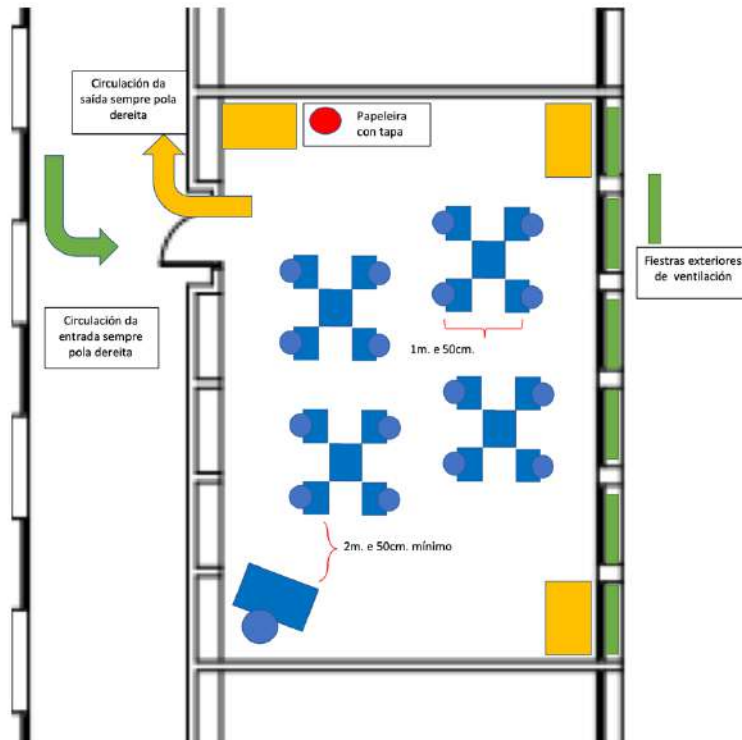 Circulación da
saída sempre pola
dereita
Papeleira
con tapa
Fiestras exteriores
de ventilación
Circulación da
entrada sempre
pola dereita
1m. e 50cm.
2m. e 50cm. mínimo